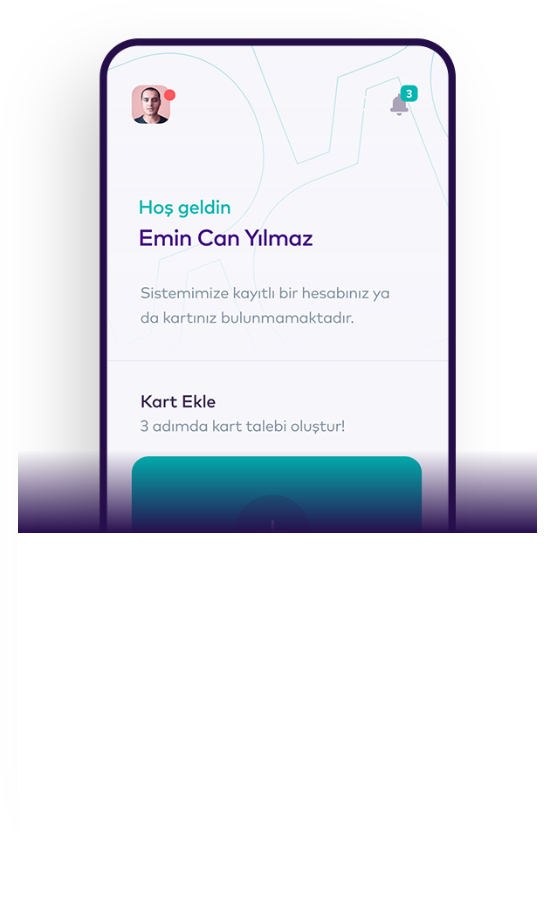 3
Hoş geldin
Emin Can Yılmaz
Sistemimize kayıtlı bir hesabınız ya
da kartınız bulunmamaktadır.
Kart Ekle
3 adımda kart talebi oluştur!